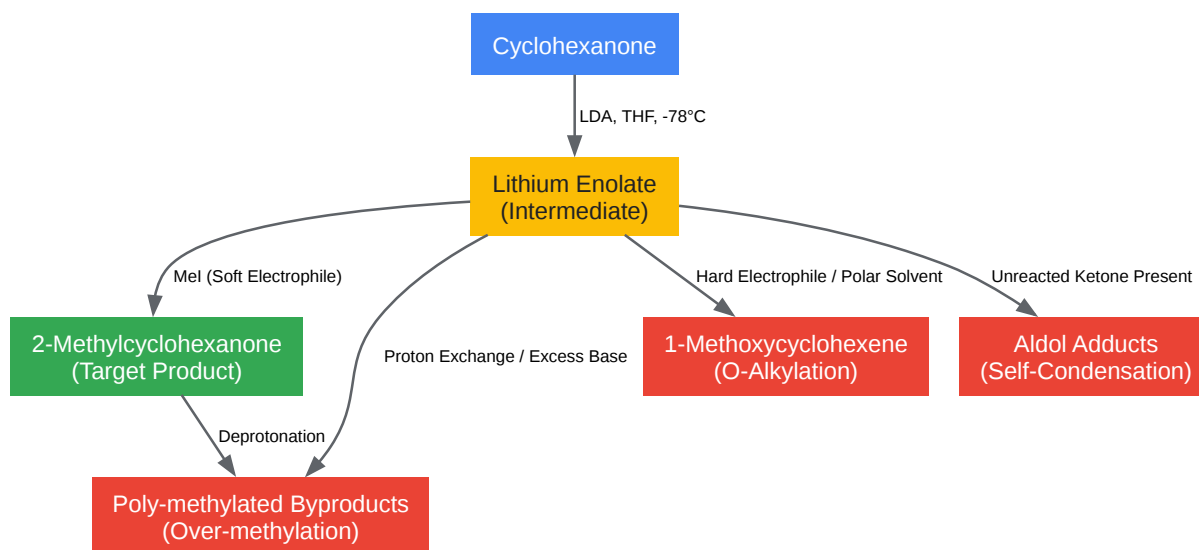 Cyclohexanone
LDA, THF, -78°C
Lithium Enolate
(Intermediate)
MeI (Soft Electrophile)
Hard Electrophile / Polar Solvent
Unreacted Ketone Present
2-Methylcyclohexanone
(Target Product)
Proton Exchange / Excess Base
1-Methoxycyclohexene
(O-Alkylation)
Aldol Adducts
(Self-Condensation)
Deprotonation
Poly-methylated Byproducts
(Over-methylation)